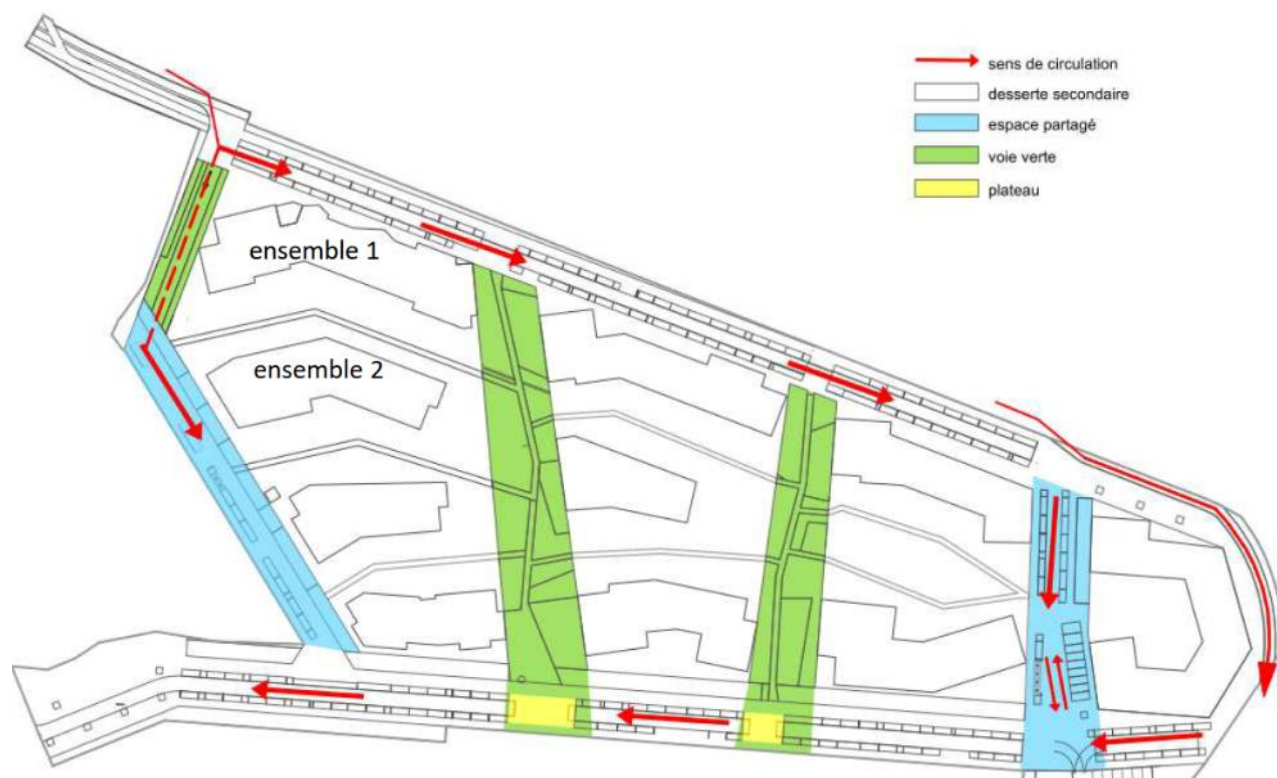 sens de circulation
desserte secondaire
espace partagé
voie verte
plateau
ensemble 1
ensemble 2